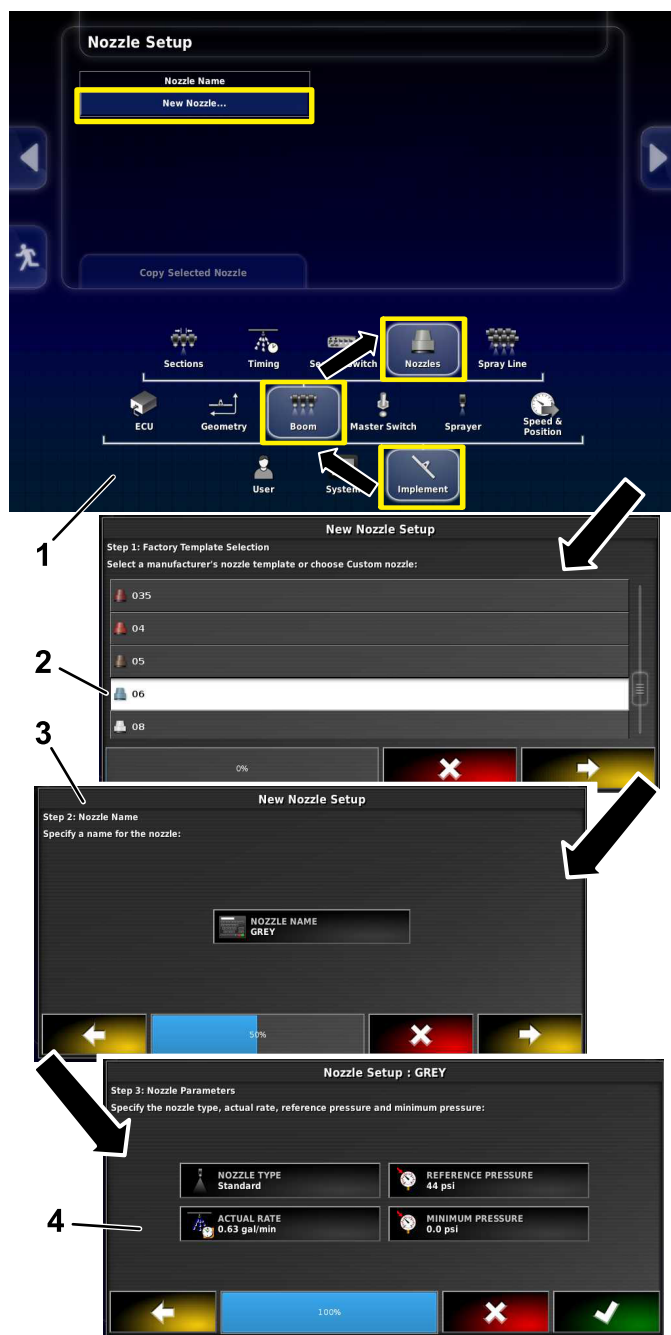 Nozzle Setup
Nozzle Name
New Nozzle...
Copy Selected Nozzle
Sections
Timing
Se
witch
Nozzles
Spray Line
ECU
Geometry
Boom
Master Switch
Sprayer
Speed &
Position
User
System
Implement
1
New Nozzle Setup
Step 1: Factory Template Selection
Select a manufacturer's nozzle template or choose Custom nozzle:
035
04
05
2
06
08
0%
3
New Nozzle Setup
Step 2: Nozzle Name
Specify a name for the nozzle:
NOZZLE NAME
GREY
50%
Nozzle Setup : GREY
Step 3: Nozzle Parameters
Specify the nozzle type, actual rate, reference pressure and minimum pressure:
NOZZLE TYPE
Standard
REFERENCE PRESSURE
44 psi
4
ACTUAL RATE
0.63 gal/min
MINIMUM PRESSURE
0.0 psi
100%